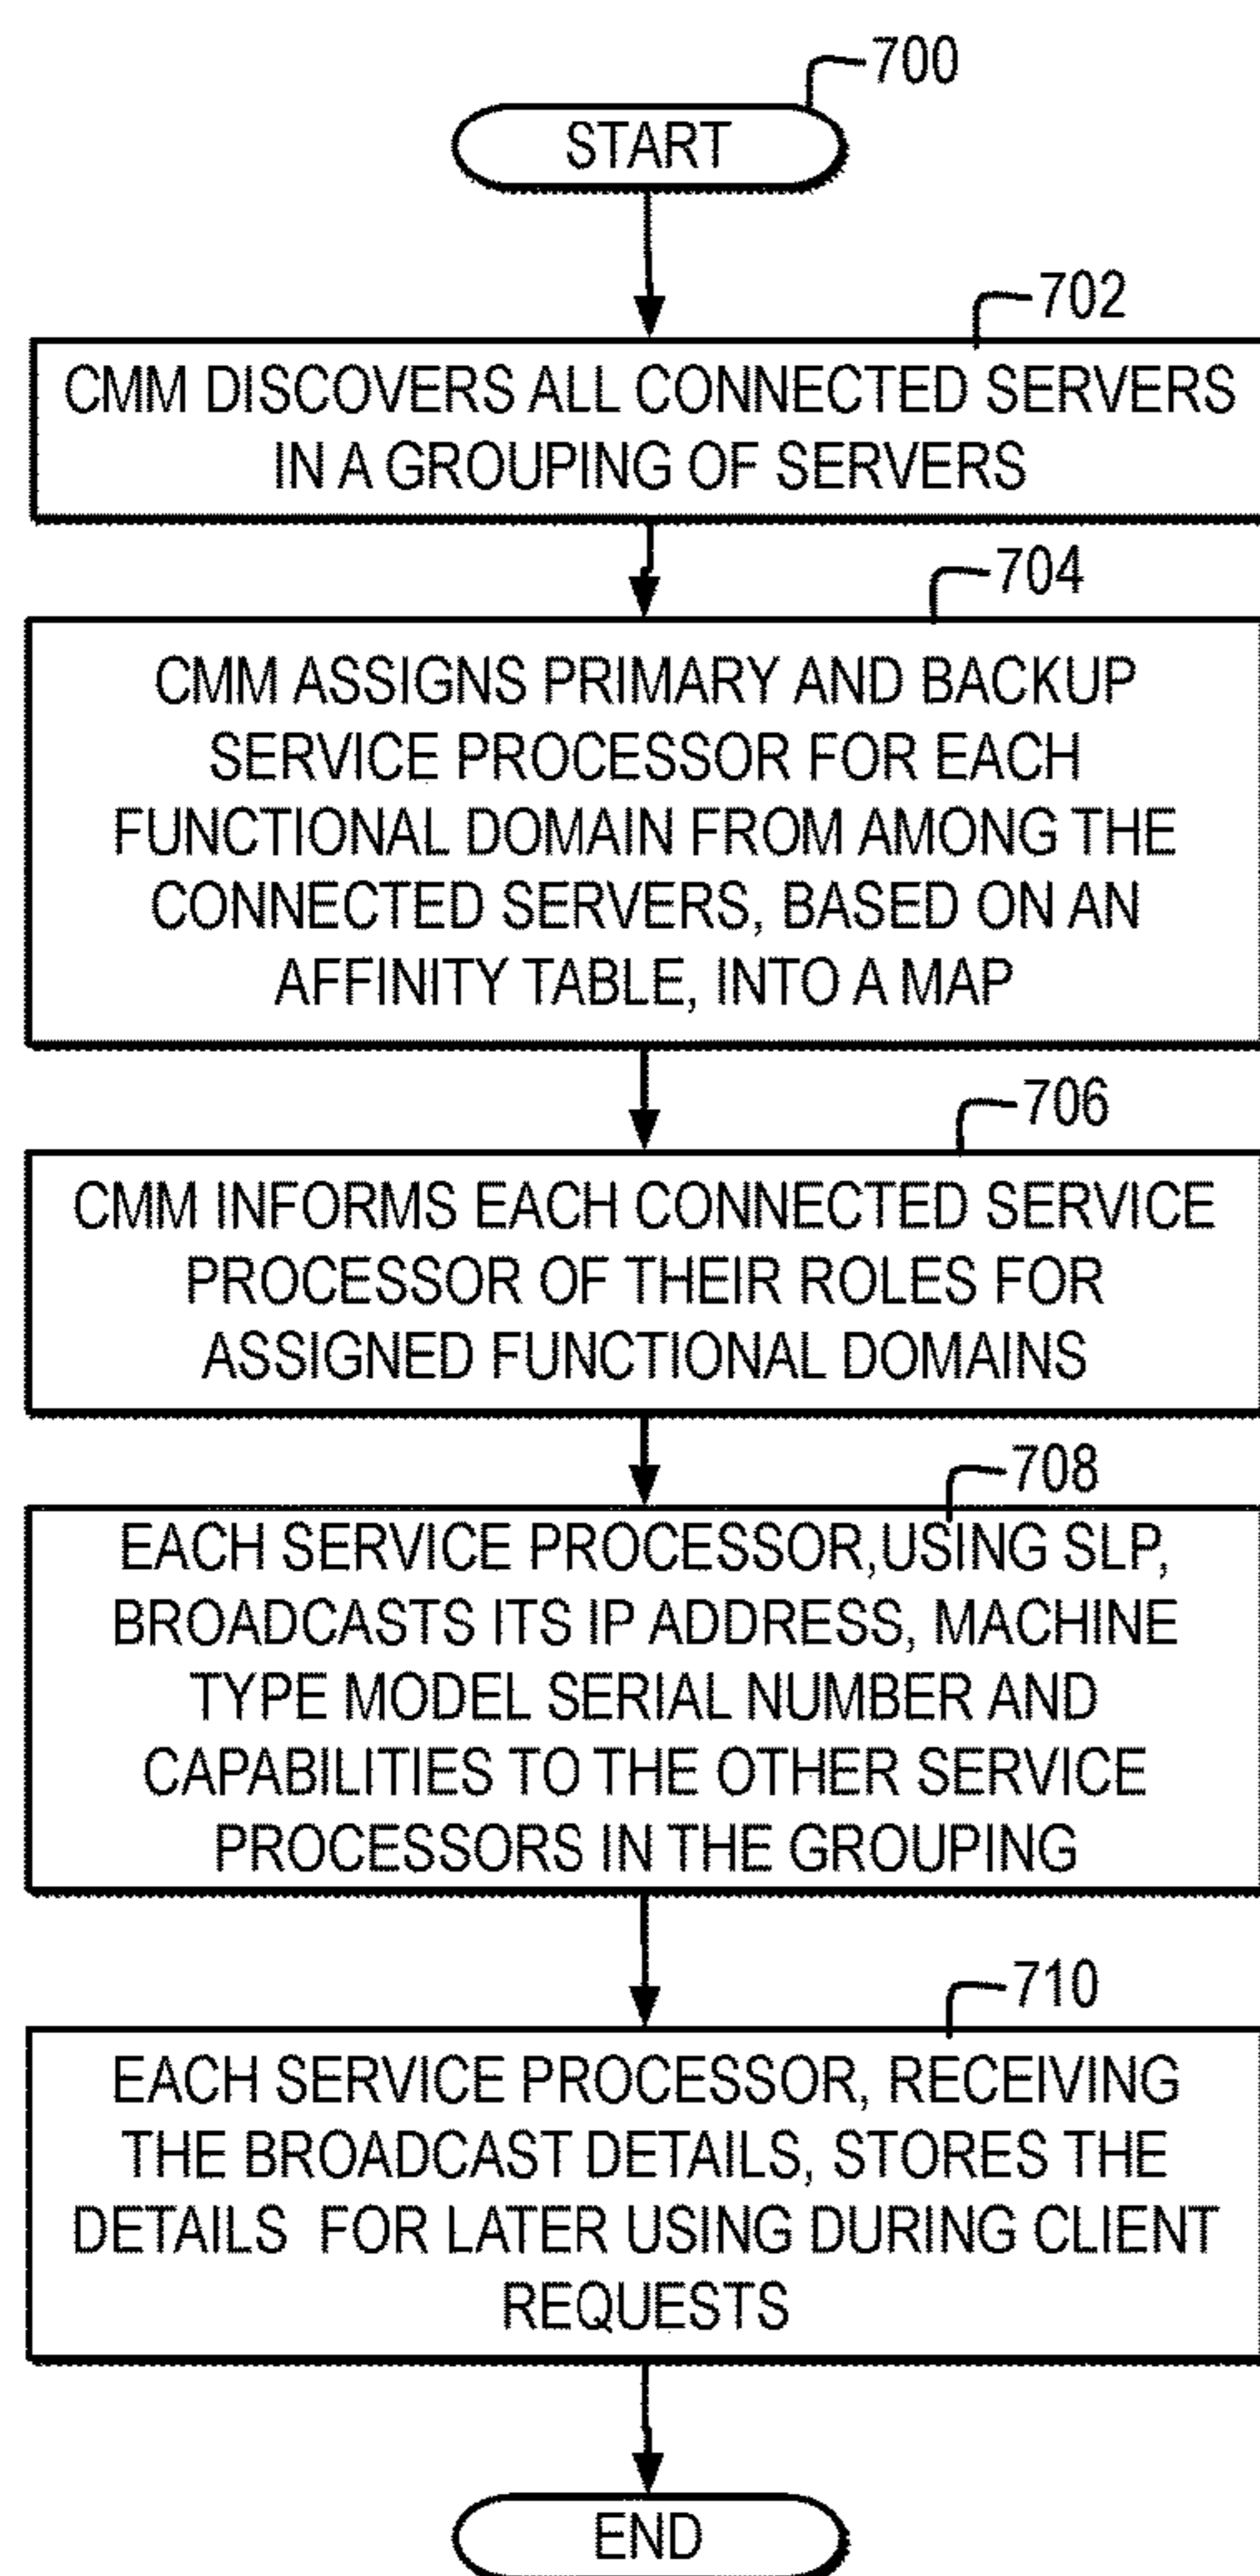 700
START
702
CMM DISCOVERS ALL CONNECTED SERVERS
IN A GROUPING OF SERVERS
704
CMM ASSIGNS PRIMARY AND BACKUP
SERVICE PROCESSOR FOR EACH
FUNCTIONAL DOMAIN FROM AMONG THE
CONNECTED SERVERS, BASED ON AN
AFFINITY TABLE, INTO A MAP
706
CMM INFORMS EACH CONNECTED SERVICE
PROCESSOR OF THEIR ROLES FOR
ASSIGNED FUNCTIONAL DOMAINS
708
EACH SERVICE PROCESSOR,USING SLP,
BROADCASTS ITS IP ADDRESS, MACHINE
TYPE MODEL SERIAL NUMBER AND
CAPABILITIES TO THE OTHER SERVICE
PROCESSORS IN THE GROUPING
710
EACH SERVICE PROCESSOR, RECEIVING
THE BROADCAST DETAILS, STORES THE
DETAILS  FOR LATER USING DURING CLIENT
REQUESTS
END